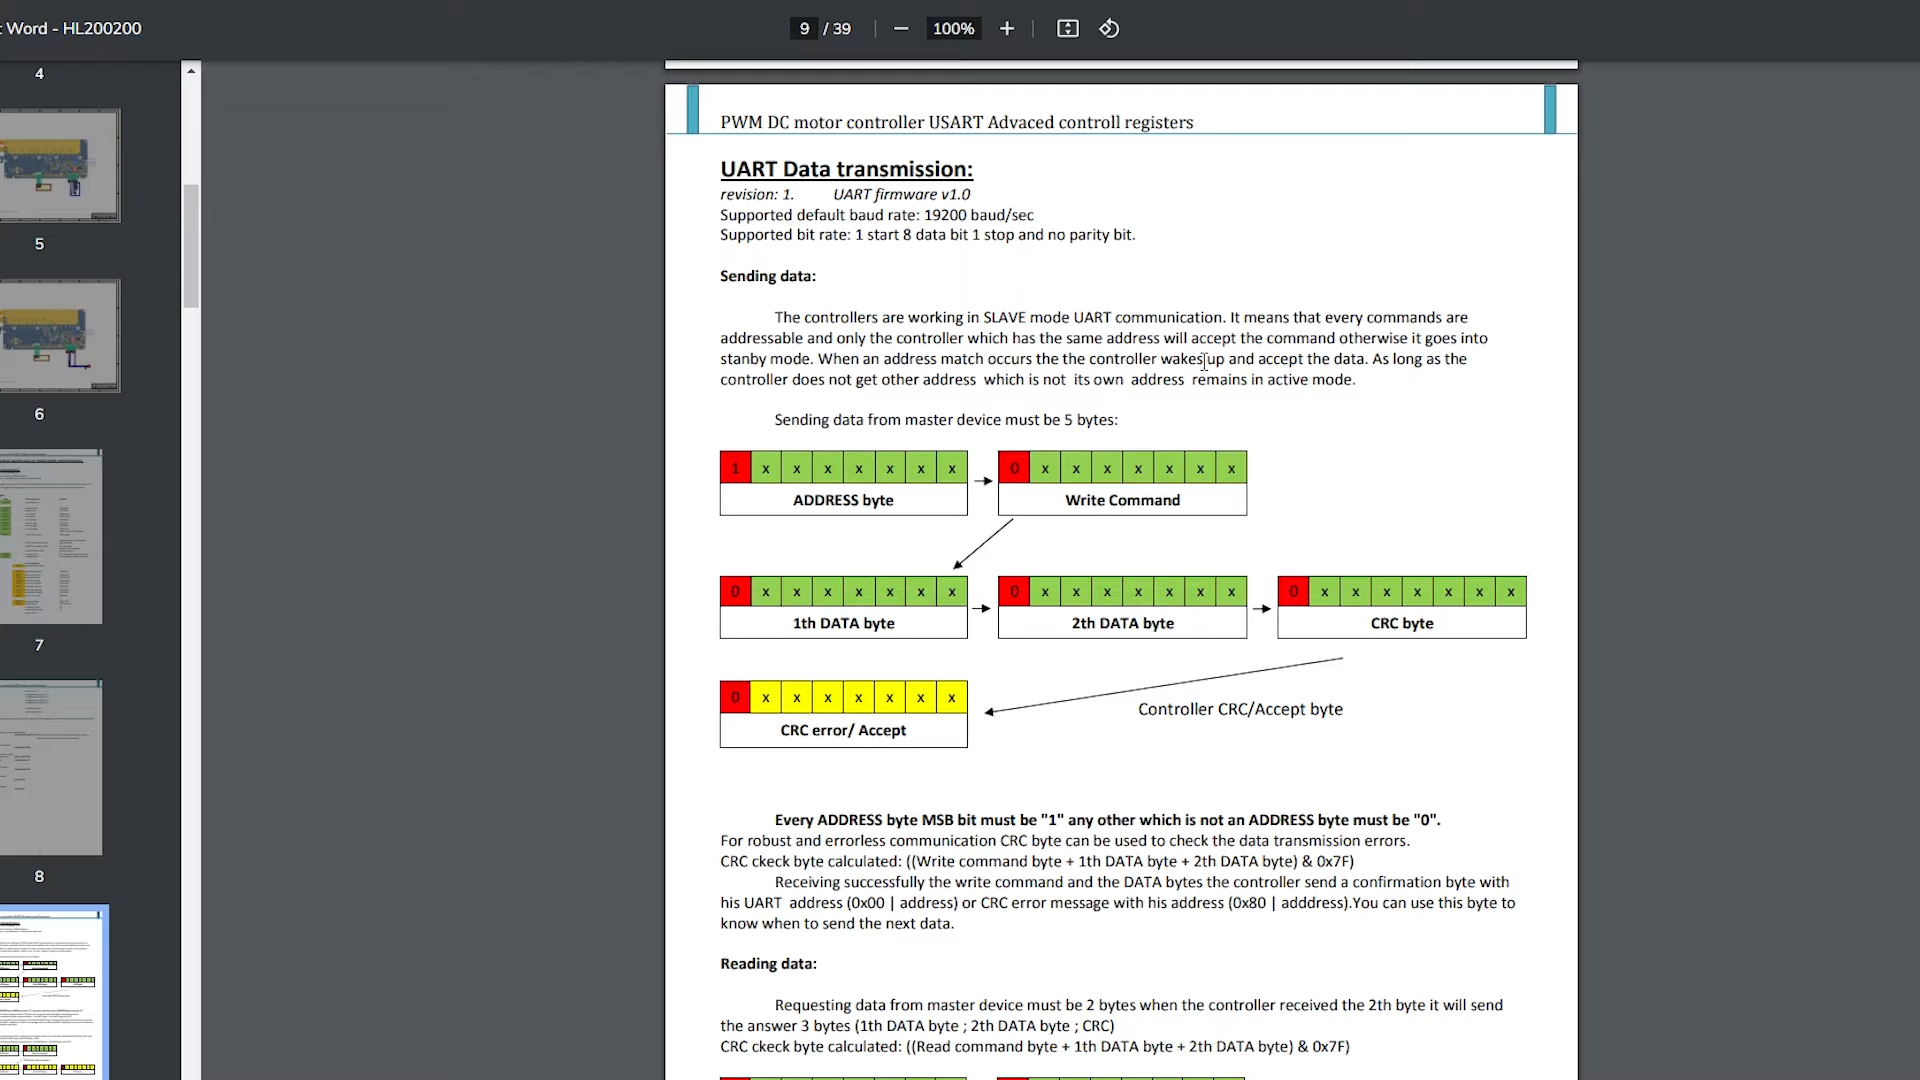 t Word - HL200200
9 / 39
100%
4
5
6
7
8
PWM DC motor controller USART Advaced controll registers
UART Data transmission:
revision: 1. UART firmware v1.0
Supported default baud rate: 19200 baud/sec
Supported bit rate: 1 start 8 data bit 1 stop and no parity bit.
Sending data:
The controllers are working in SLAVE mode UART communication. It means that every commands are
addressable and only the controller which has the same address will accept the command otherwise it goes into
stanby mode. When an address match occurs the the controller wakes up and accept the data. As long as the
controller does not get other address which is not its own address remains in active mode.
Sending data from master device must be 5 bytes:
1 x x x x x x x 0 x x x x x x x
ADDRESS byte Write Command
0 x x x x x x x 0 x x x x x x x 0 x x x x x x x
1th DATA byte 2th DATA byte CRC byte
0 x x x x x x x
Controller CRC/Accept byte
CRC error/ Accept
Every ADDRESS byte MSB bit must be "1" any other which is not an ADDRESS byte must be "0".
For robust and errorless communication CRC byte can be used to check the data transmission errors.
CRC ckeck byte calculated: ((Write command byte + 1th DATA byte + 2th DATA byte) & 0x7F)
Receiving successfully the write command and the DATA bytes the controller send a confirmation byte with
his UART address (0x00 | address) or CRC error message with his address (0x80 | adddress).You can use this byte to
know when to send the next data.
Reading data:
Requesting data from master device must be 2 bytes when the controller received the 2th byte it will send
the answer 3 bytes (1th DATA byte ; 2th DATA byte ; CRC)
CRC ckeck byte calculated: ((Read command byte + 1th DATA byte + 2th DATA byte) & 0x7F)